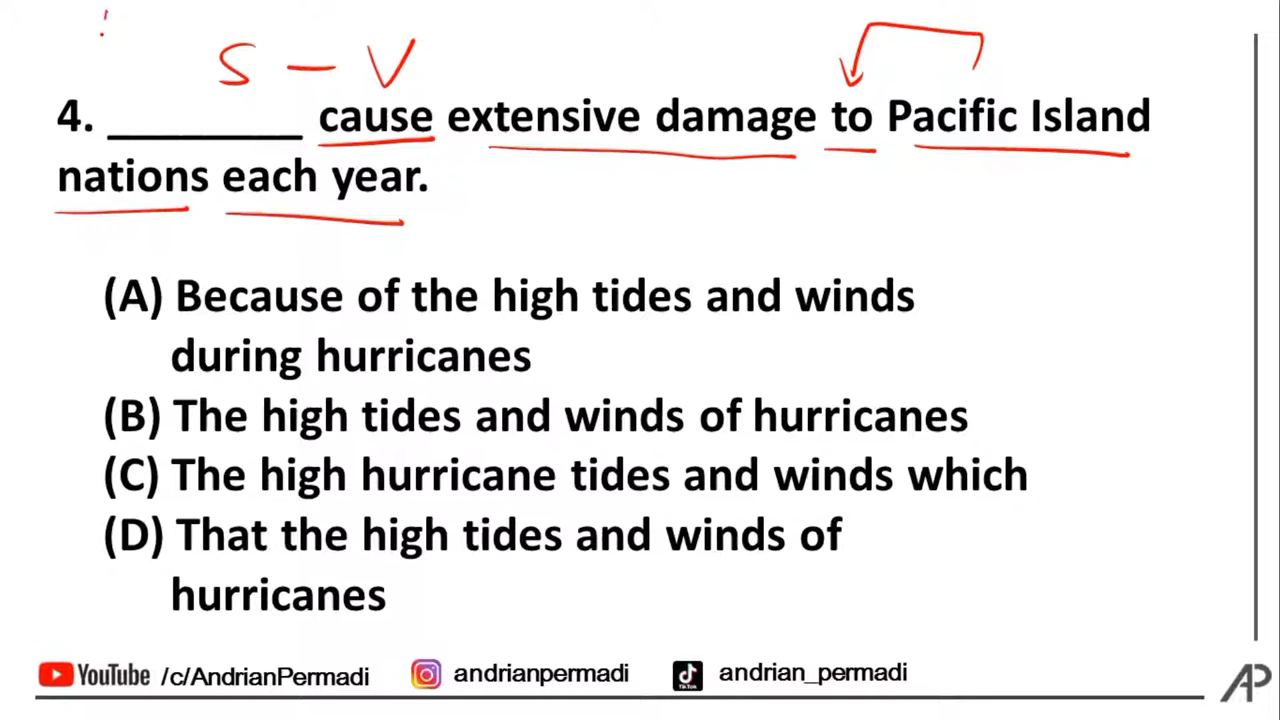 S – V
4. ________ cause extensive damage to Pacific Island
nations each year.
(A) Because of the high tides and winds
during hurricanes
(B) The high tides and winds of hurricanes
(C) The high hurricane tides and winds which
(D) That the high tides and winds of
hurricanes
YouTube /c/AndrianPermadi andrianpermadi TikTok andrian_permadi AP